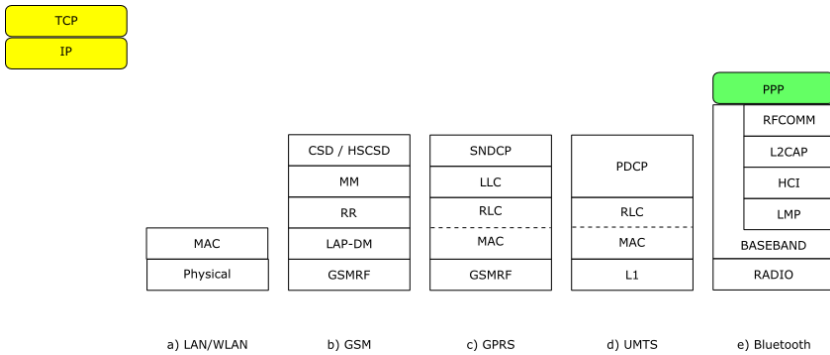 TCP
IP
PPP
RFCOMM
CSD / HSCSD
SNDCP
PDCP
L2CAP
MM
LLC
HCI
RR
RLC
RLC
LMP
MAC
LAP-DM
MAC
MAC
BASEBAND
Physical
GSMRF
GSMRF
L1
RADIO
a) LAN/WLAN
b) GSM
c) GPRS
d) UMTS
e) Bluetooth